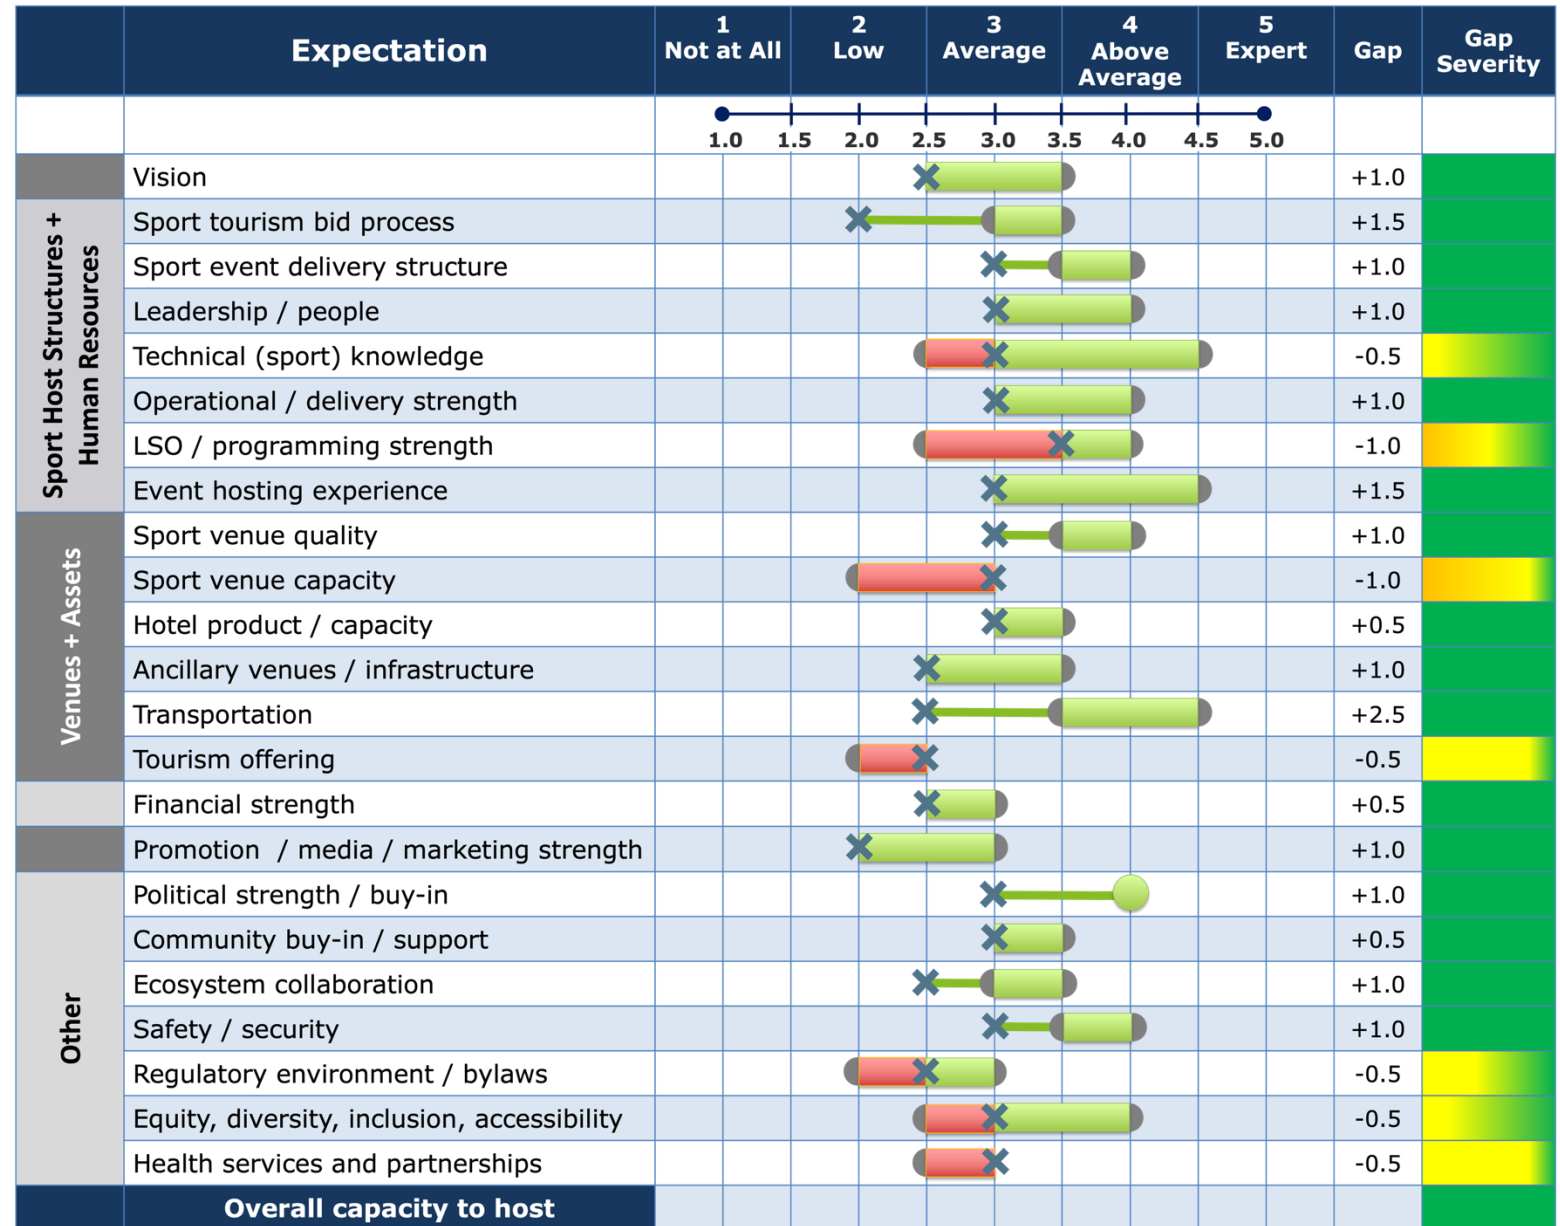 Expectation
1
Not at All
2
Low
3
Average
4
Above
Average
5
Expert
Gap
Gap
Severity
1.0 1.5 2.0 2.5 3.0 3.5 4.0 4.5 5.0
Vision +1.0
Sport Host Structures +
Human Resources
Sport tourism bid process +1.5
Sport event delivery structure +1.0
Leadership / people +1.0
Technical (sport) knowledge -0.5
Operational / delivery strength +1.0
LSO / programming strength -1.0
Event hosting experience +1.5
Venues + Assets
Sport venue quality +1.0
Sport venue capacity -1.0
Hotel product / capacity +0.5
Ancillary venues / infrastructure +1.0
Transportation +2.5
Tourism offering -0.5
Financial strength +0.5
Promotion / media / marketing strength +1.0
Other
Political strength / buy-in +1.0
Community buy-in / support +0.5
Ecosystem collaboration +1.0
Safety / security +1.0
Regulatory environment / bylaws -0.5
Equity, diversity, inclusion, accessibility -0.5
Health services and partnerships -0.5
Overall capacity to host